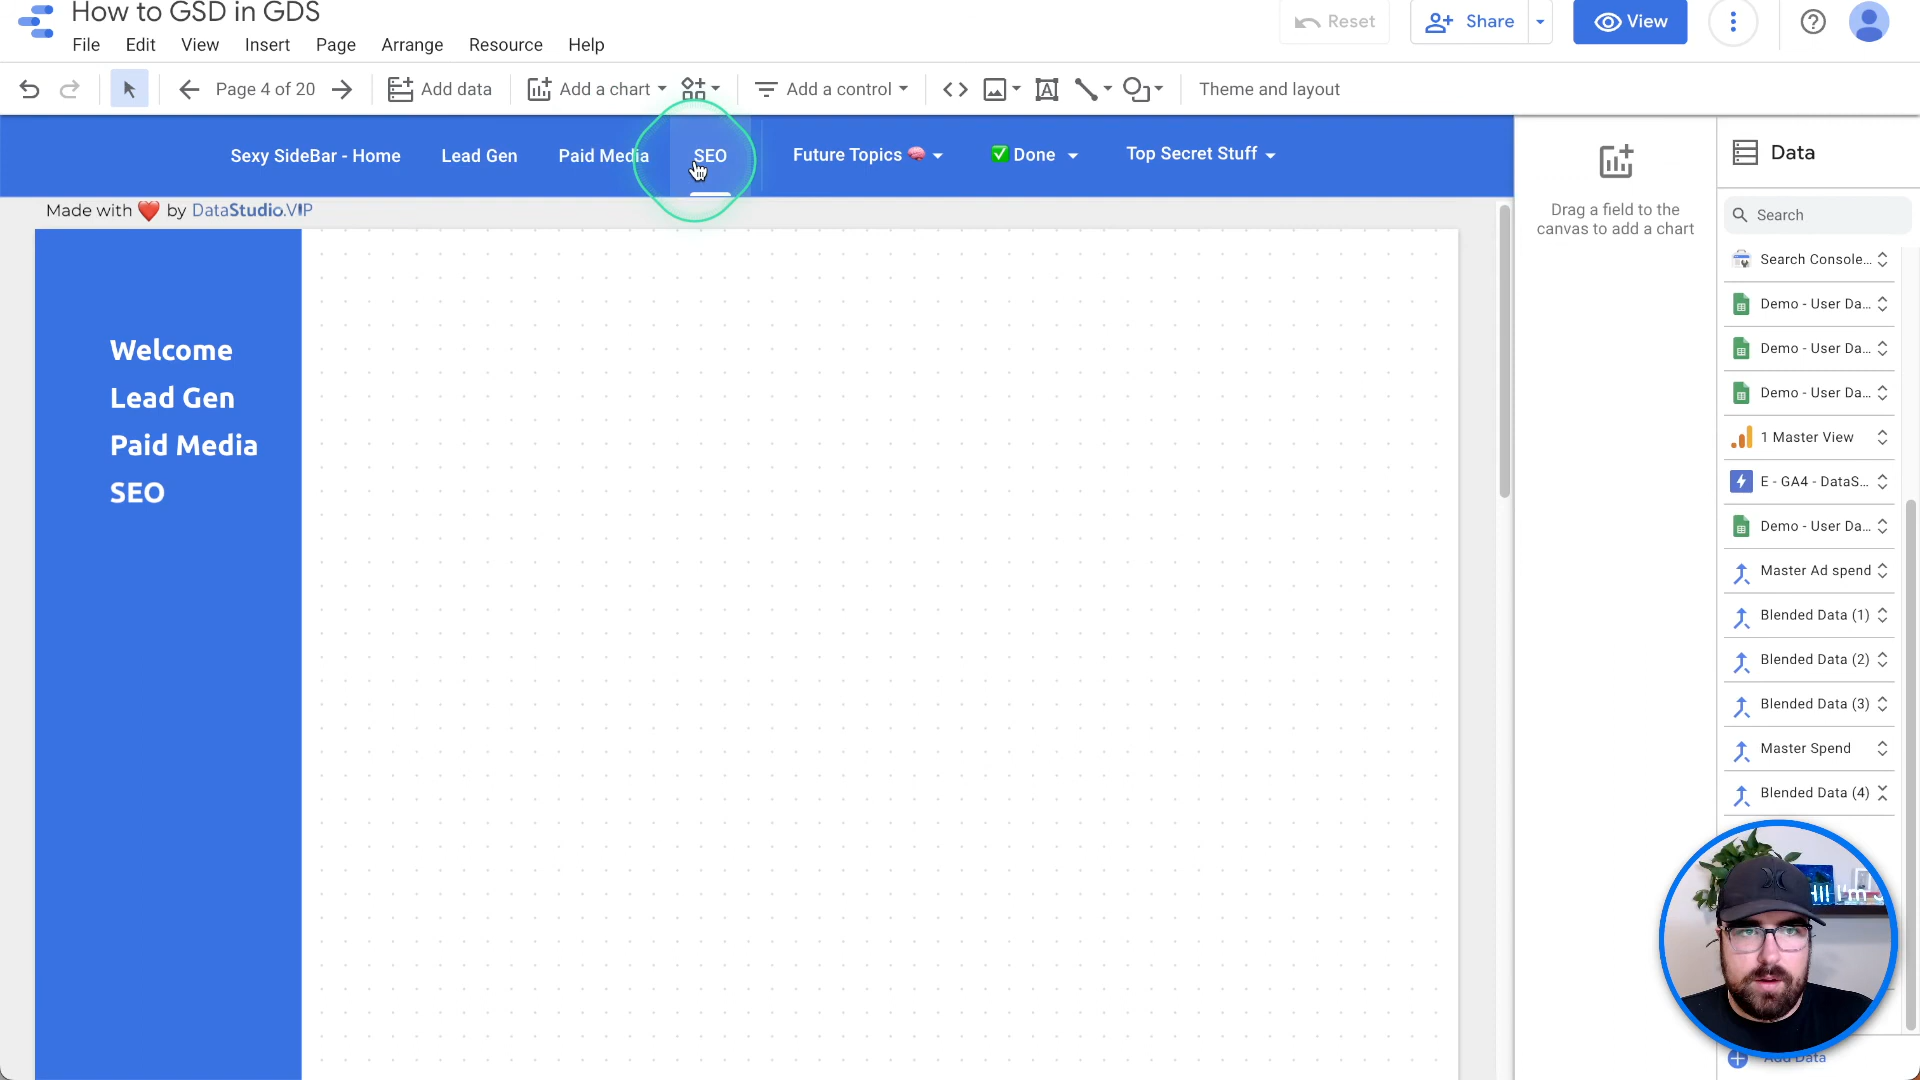 How to GSD in GDS
Reset
Share
View
File Edit View Insert Page Arrange Resource Help
Page 4 of 20
Add data
Add a chart
Add a control
Theme and layout
Sexy SideBar - Home
Lead Gen
Paid Media
SEO
Future Topics 🧠
✅ Done
Top Secret Stuff
Made with ❤️ by DataStudio.VIP
Welcome
Lead Gen
Paid Media
SEO
Drag a field to the
canvas to add a chart
Data
Search
Search Console...
Demo - User Da...
Demo - User Da...
Demo - User Da...
1 Master View
E - GA4 - DataS...
Demo - User Da...
Master Ad spend
Blended Data (1)
Blended Data (2)
Blended Data (3)
Master Spend
Blended Data (4)
HI! I'm
Add Data